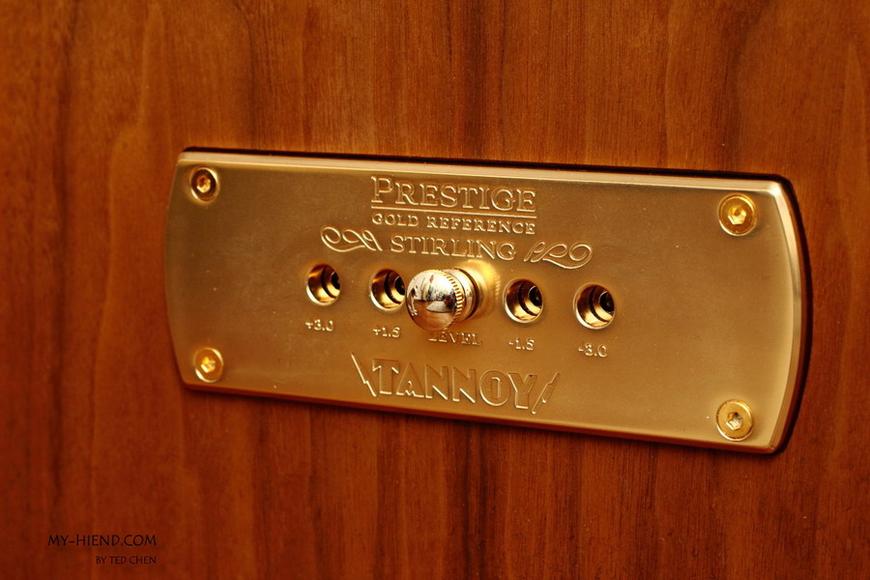 PRESTIGE
GOLD REFERENCE
STIRLING
+3.0 +1.5 LEVEL -1.5 -3.0
TANNOY
MY-HIEND.COM
BY TED CHEN